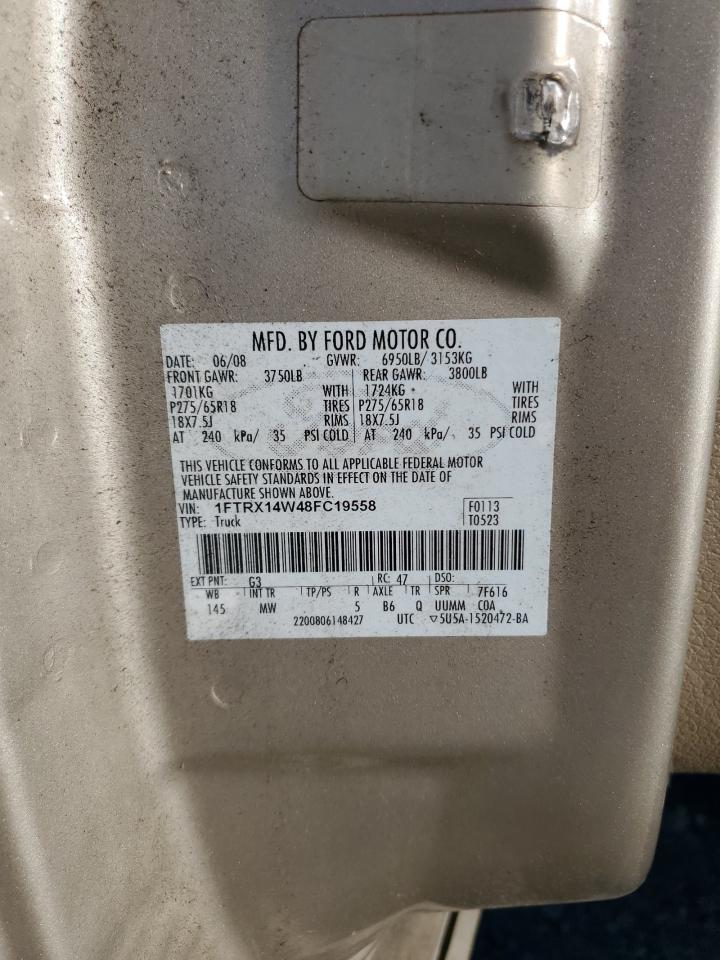 MFD. BY FORD MOTOR CO.
DATE: 06/08 GVWR: 6950LB/ 3153KG
FRONT GAWR: 3750LB REAR GAWR: 3800LB
1701KG WITH 1724KG WITH
P275/65R18 TIRES P275/65R18 TIRES
18X7.5J RIMS 18X7.5J RIMS
AT 240 kPa/ 35 PSI COLD AT 240 kPa/ 35 PSI COLD
THIS VEHICLE CONFORMS TO ALL APPLICABLE FEDERAL MOTOR
VEHICLE SAFETY STANDARDS IN EFFECT ON THE DATE OF
MANUFACTURE SHOWN ABOVE.
VIN: 1FTRX14W48FC19558 F0113
TYPE: Truck T0523
EXT PNT: G3 RC: 47 DSO:
WB INT TR TP/PS R AXLE TR SPR 7F616
145 MW 5 B6 Q UUMM COA
2200806148427 UTC ▽5U5A-1520472-BA